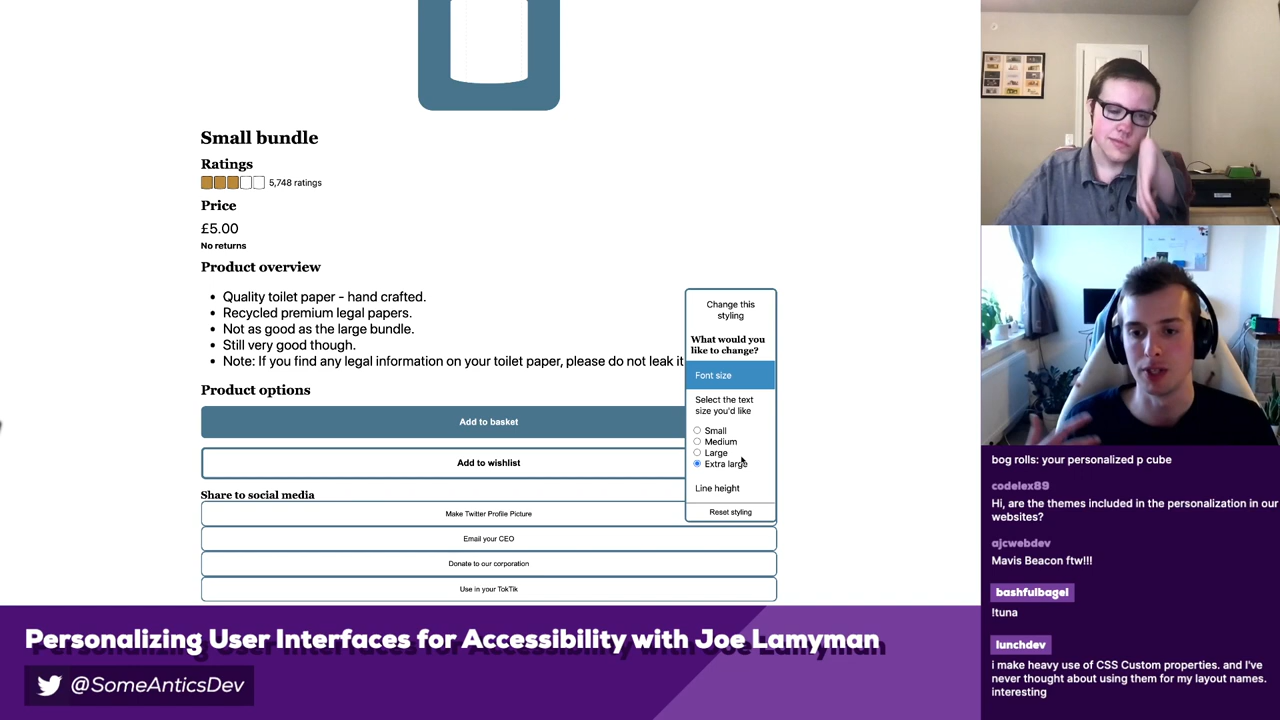 Small bundle
Ratings
5,748 ratings
Price
£5.00
No returns
Product overview
• Quality toilet paper - hand crafted.
• Recycled premium legal papers.
• Not as good as the large bundle.
• Still very good though.
• Note: If you find any legal information on your toilet paper, please do not leak it
Product options
Add to basket
Add to wishlist
Share to social media
Make Twitter Profile Picture
Email your CEO
Donate to our corporation
Use in your TokTik
Change this
styling
What would you
like to change?
Font size
Select the text
size you'd like
Small
Medium
Large
Extra large
Line height
Reset styling
bog rolls: your personalized p cube
codelex89
Hi, are the themes included in the personalization in our
websites?
ajcwebdev
Mavis Beacon ftw!!!
bashfulbagel
!tuna
lunchdev
i make heavy use of CSS Custom properties. and I've
never thought about using them for my layout names.
interesting
Personalizing User Interfaces for Accessibility with Joe Lamyman
@SomeAnticsDev